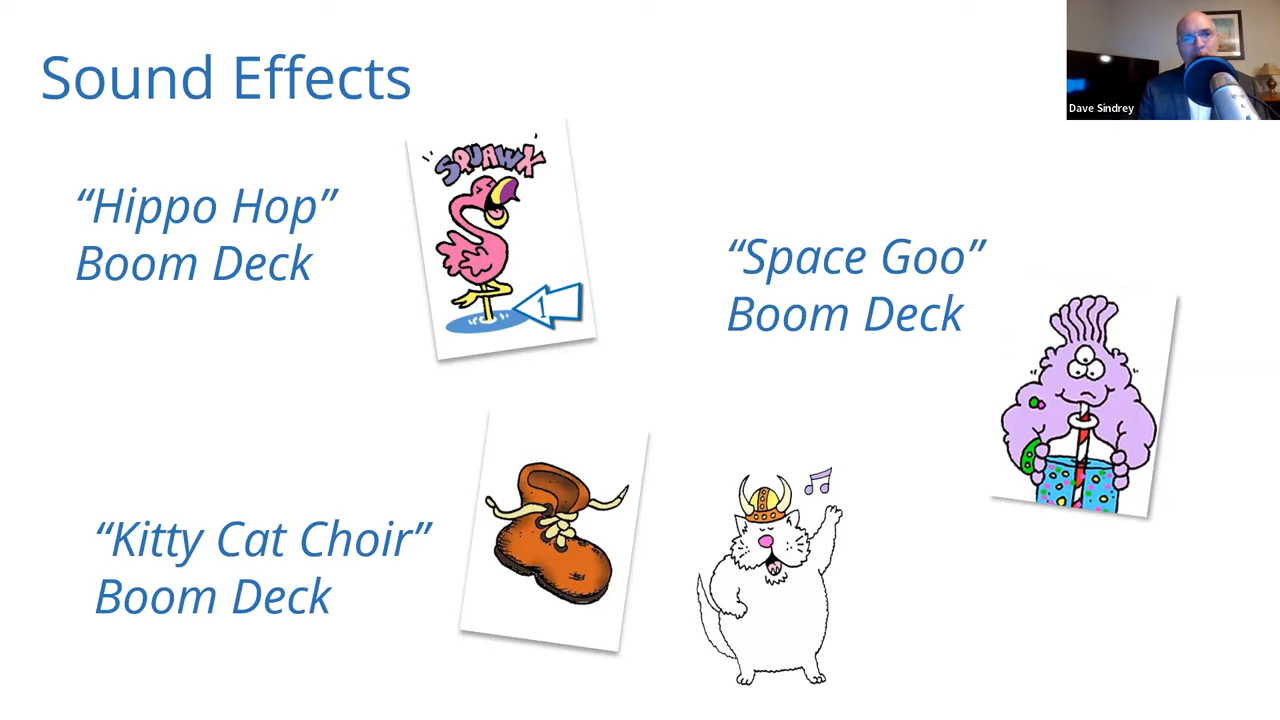 Sound Effects
Dave Sindrey
SQUAWK
“Hippo Hop”
Boom Deck
1
“Space Goo”
Boom Deck
“Kitty Cat Choir”
Boom Deck